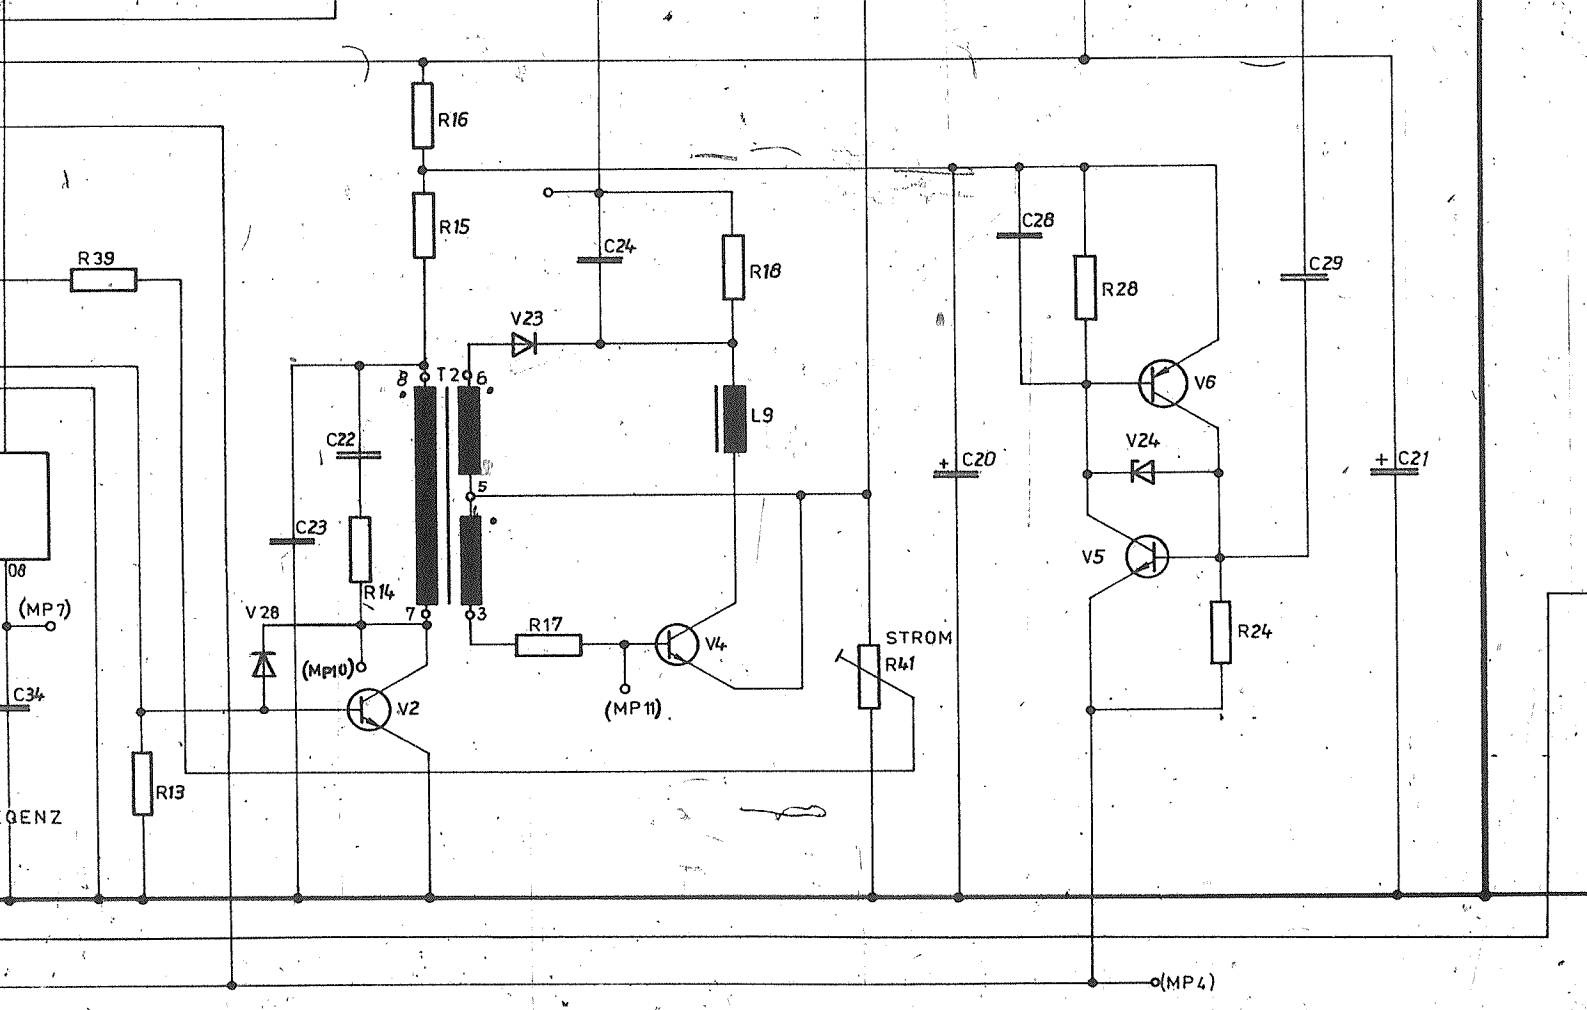 R16
R15
R39
C24
R18
C28
R28
C29
V23
8
T2
6
V6
L9
V24
C22
C20
+
C21
+
5
C23
R14
V5
08
(MP7)
V28
7
3
R17
V4
STROM
R41
R24
(MP10)
(MP11)
V2
C34
R13
EQENZ
(MP4)